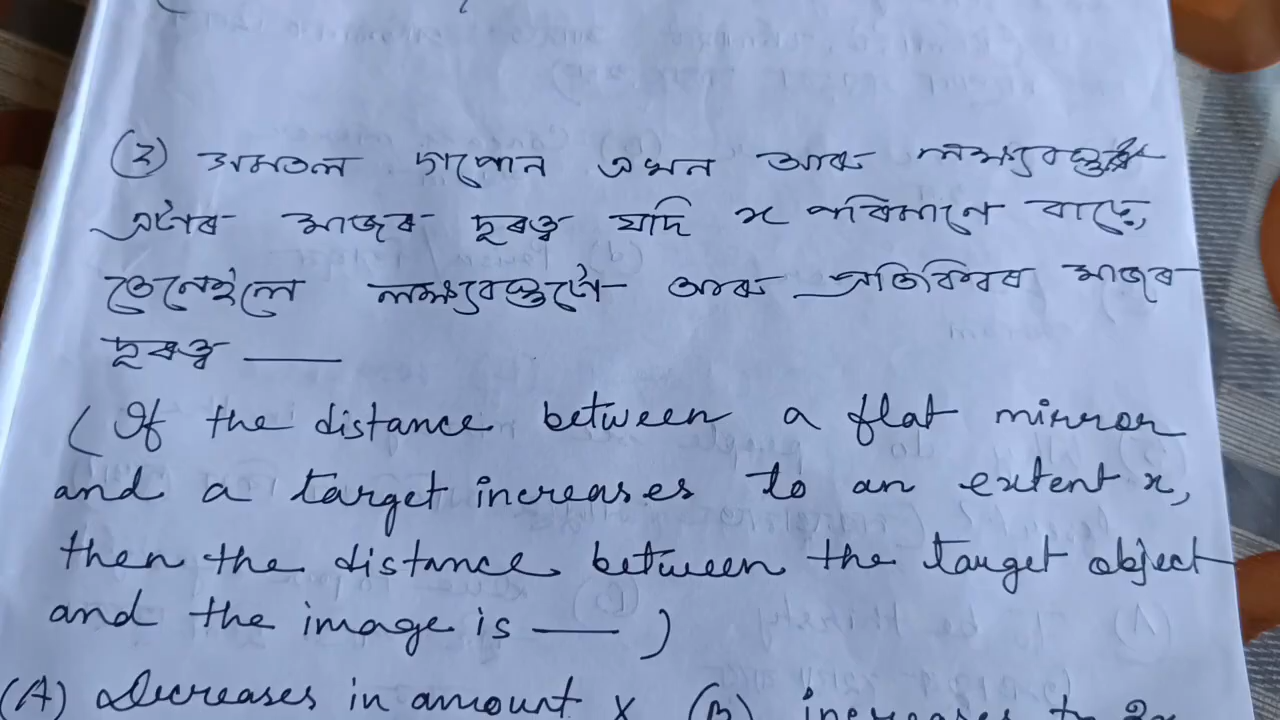 (২) সমতল দাপোন এখন আৰু লক্ষ্যবস্তুৰ
এটাৰ মাজৰ দূৰত্ব যদি x পৰিমাণে বাঢ়ে,
তেনেহ'লে লক্ষ্যবস্তুটো আৰু প্ৰতিবিম্বৰ মাজৰ
দূৰত্ব ———
( If the distance between a flat mirror
and a target increases to an extent x,
then the distance between the target object
and the image is —— )
(A) Decreases in amount x (B) increases to 2x